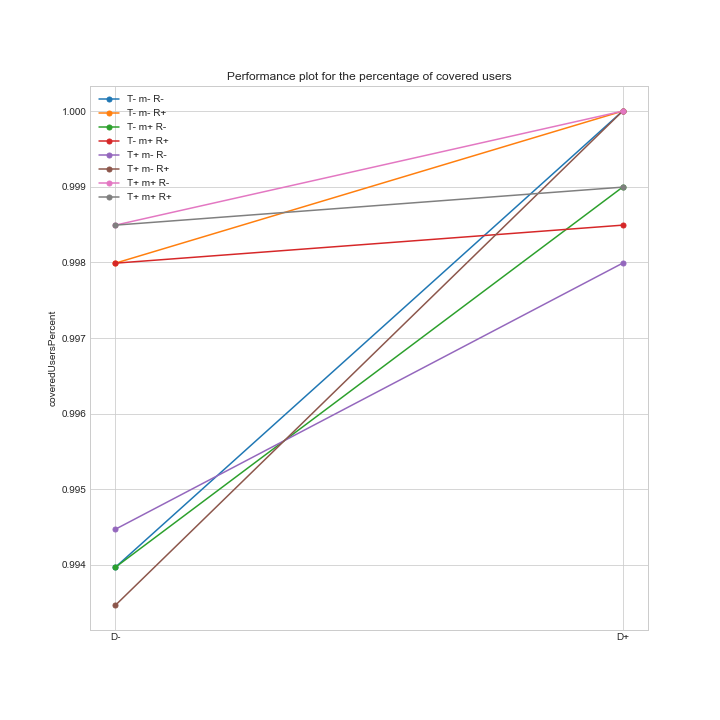 Performance plot for the percentage of covered users
T- m- R-
T- m- R+
T- m+ R-
T- m+ R+
T+ m- R-
T+ m- R+
T+ m+ R-
T+ m+ R+
1.000
0.999
0.998
0.997
0.996
0.995
0.994
coveredUsersPercent
D-
D+